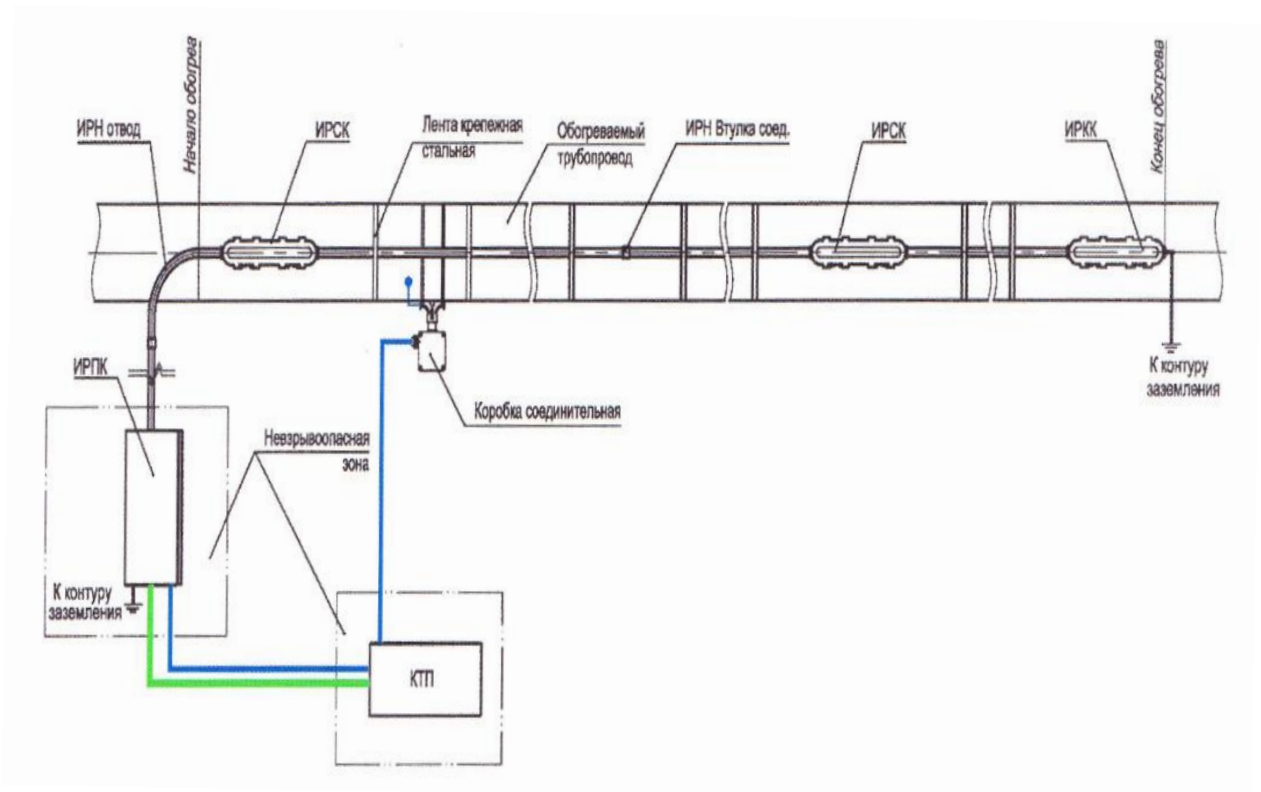 Начало обогрева
Конец обогрева
ИРН отвод
ИРСК
Лента крепежная
стальная
Обогреваемый
трубопровод
ИРН Втулка соед.
ИРСК
ИРКК
К контуру
заземления
ИРПК
Коробка соединительная
Невзрывоопасная
зона
К контуру
заземления
КТП